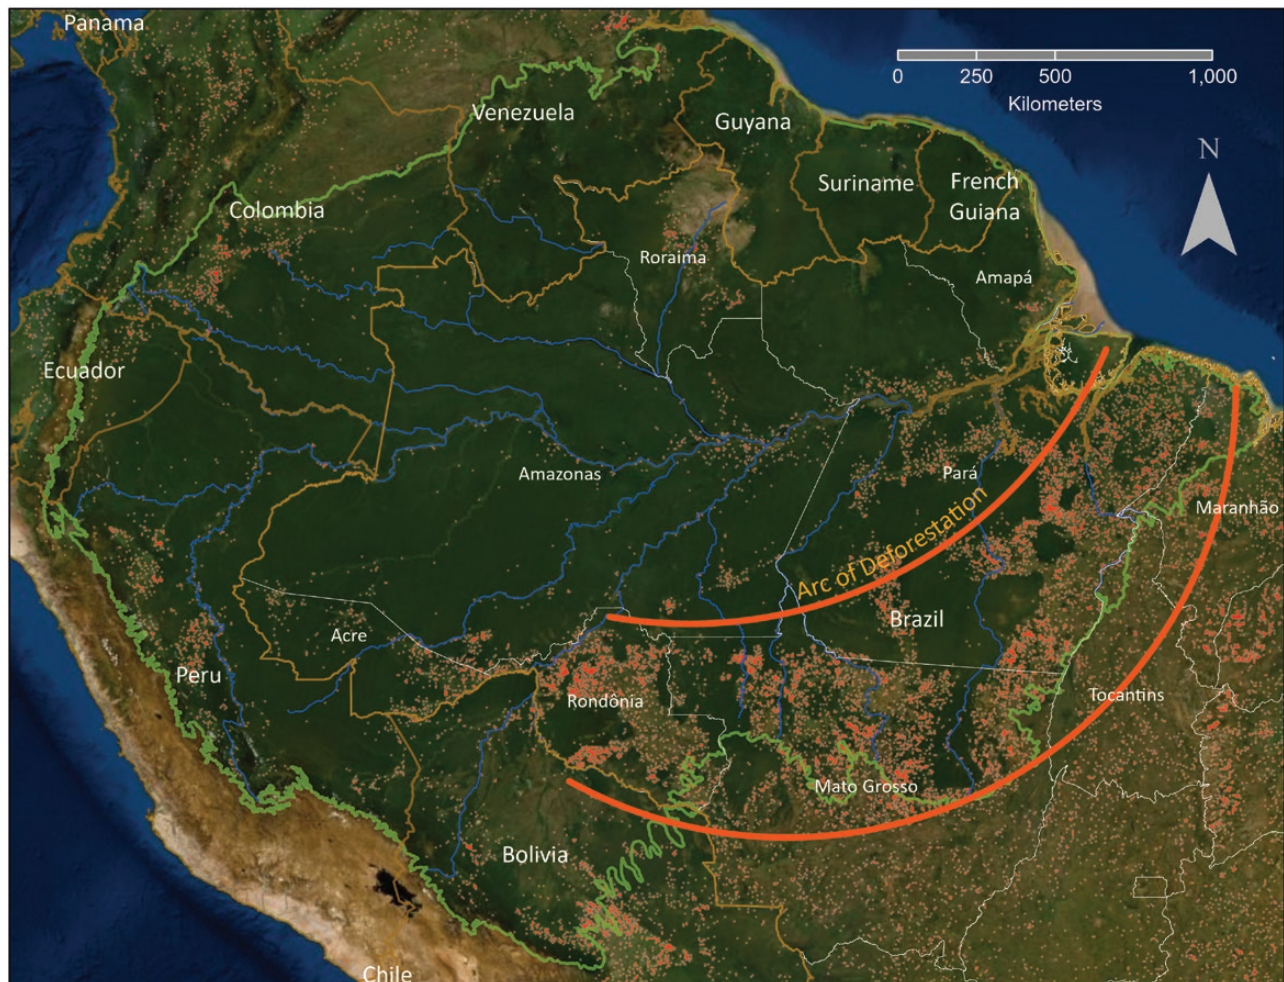 Panama
0 250 500 1,000
Kilometers
Venezuela
Guyana
N
Suriname
French
Guiana
Colombia
Roraima
Amapá
Ecuador
Amazonas
Pará
Maranhão
Arc of Deforestation
Brazil
Acre
Peru
Rondônia
Tocantins
Mato Grosso
Bolivia
Chile